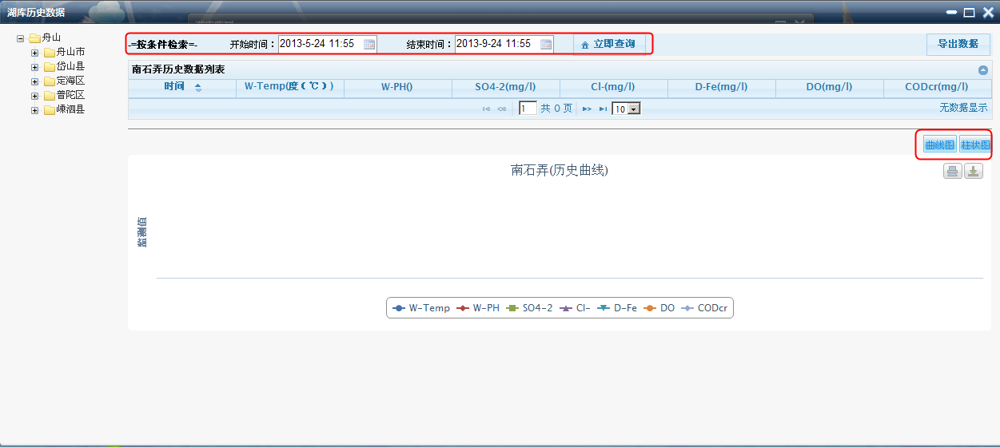 湖库历史数据
舟山
舟山市
岱山县
定海区
普陀区
嵊泗县
-=按条件检索=- 开始时间： 2013-5-24 11:55 结束时间： 2013-9-24 11:55 立即查询 导出数据
南石弄历史数据列表
时间 W-Temp(度（℃）) W-PH() SO4-2(mg/l) Cl-(mg/l) D-Fe(mg/l) DO(mg/l) CODcr(mg/l)
1 共 0 页 10 无数据显示
曲线图 柱状图
南石弄(历史曲线)
监测值
W-Temp W-PH SO4-2 Cl- D-Fe DO CODcr